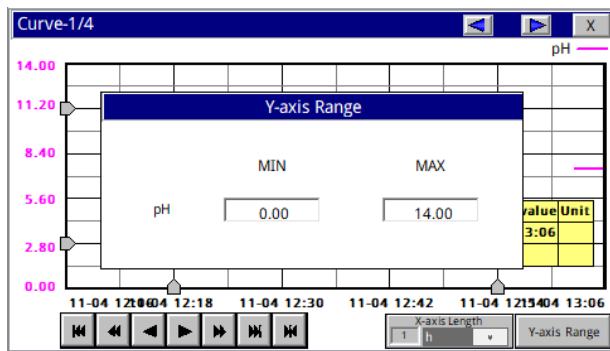 Curve-1/4 X
pH
14.00
11.20
Y-axis Range
MIN MAX
8.40
pH 0.00 14.00
5.60
value Unit
3:06
2.80
0.00
11-04 12:18 11-04 12:30 11-04 12:42 11-04 13:06
X-axis Length
1 h
Y-axis Range